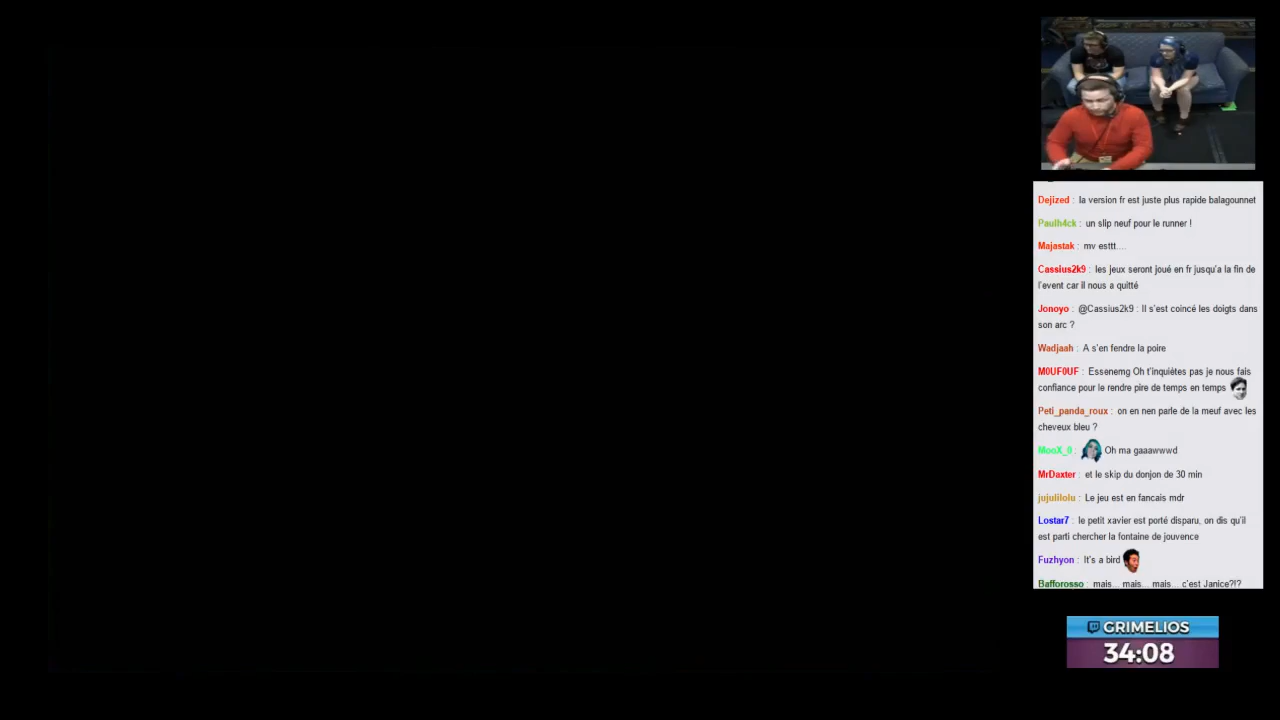 Dejized : la version fr est juste plus rapide balagounnet
Paulh4ck : un slip neuf pour le runner !
Majastak : mv esttt....
Cassius2k9 : les jeux seront joué en fr jusqu'a la fin de
l'event car il nous a quitté
Jonoyo : @Cassius2k9 : Il s'est coincé les doigts dans
son arc ?
Wadjaah : A s'en fendre la poire
M0UF0UF : Essenemg Oh t'inquiètes pas je nous fais
confiance pour le rendre pire de temps en temps
Peti_panda_roux : on en nen parle de la meuf avec les
cheveux bleu ?
MooX_0 : Oh ma gaaawwwd
MrDaxter : et le skip du donjon de 30 min
jujulilolu : Le jeu est en fancais mdr
Lostar7 : le petit xavier est porté disparu, on dis qu'il
est parti chercher la fontaine de jouvence
Fuzhyon : It's a bird
Bafforosso : mais... mais... mais... c'est Janice?!?
GRIMELIOS
34:08